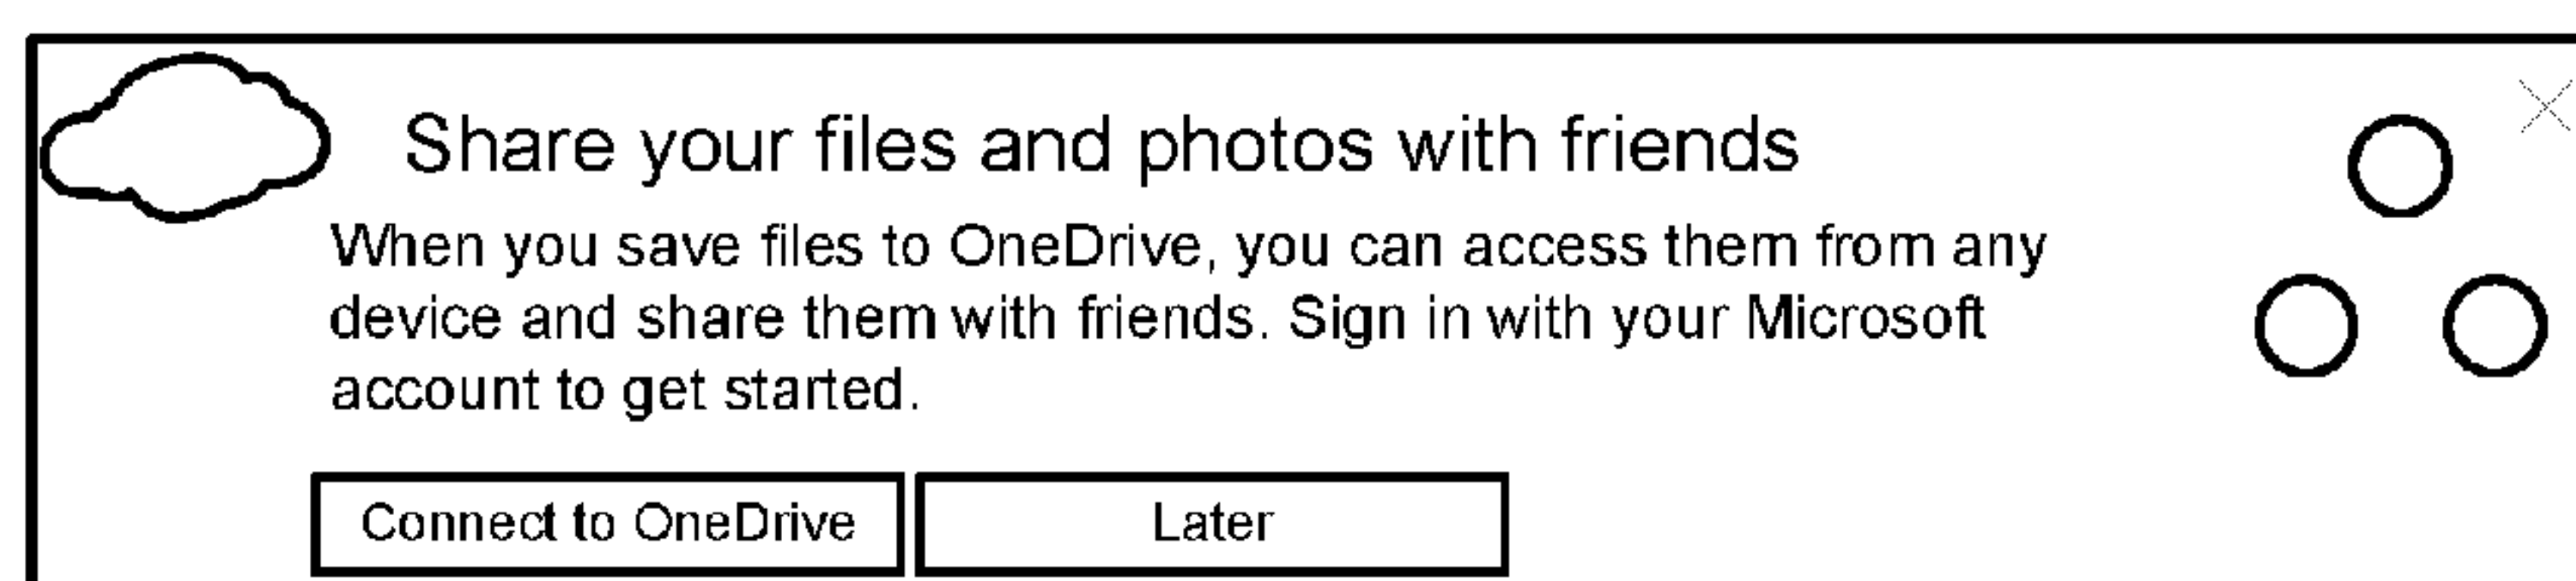 Share your files and photos with friends
When you save files to OneDrive, you can access them from any
device and share them with friends. Sign in with your Microsoft
account to get started.
Connect to OneDrive
Later